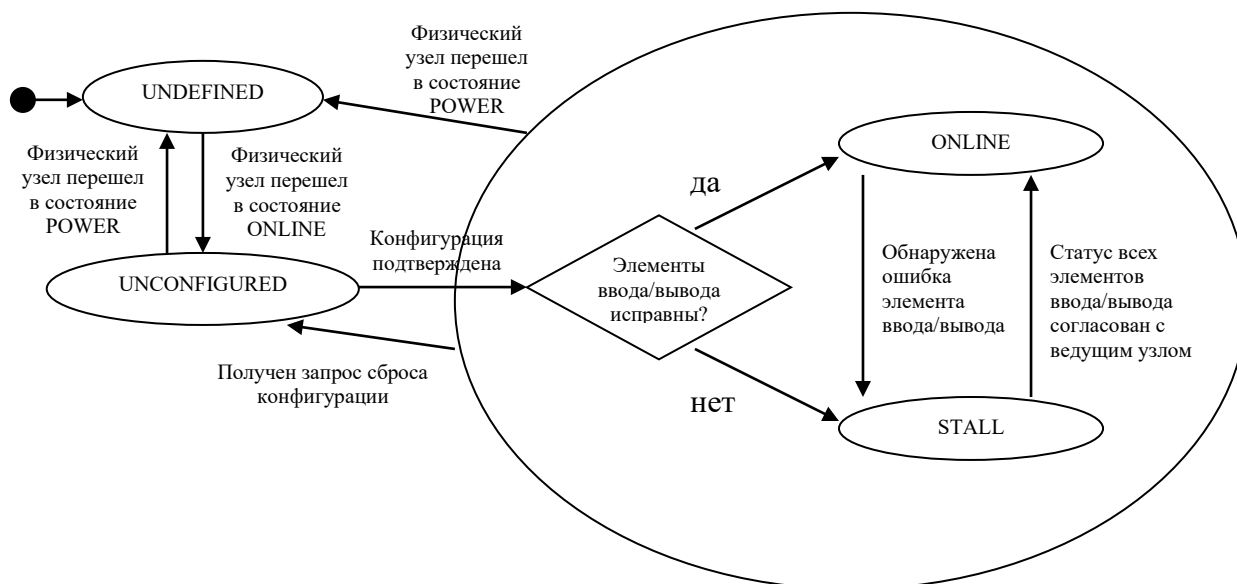 Физический
узел перешел
в состояние
POWER
UNDEFINED
Физический
узел перешел
в состояние
POWER
Физический
узел перешел
в состояние
ONLINE
ONLINE
да
Конфигурация
подтверждена
UNCONFIGURED
Элементы
ввода/вывода
исправны?
Обнаружена
ошибка
элемента
ввода/вывода
Статус всех
элементов
ввода/вывода
согласован с
ведущим узлом
Получен запрос сброса
конфигурации
нет
STALL